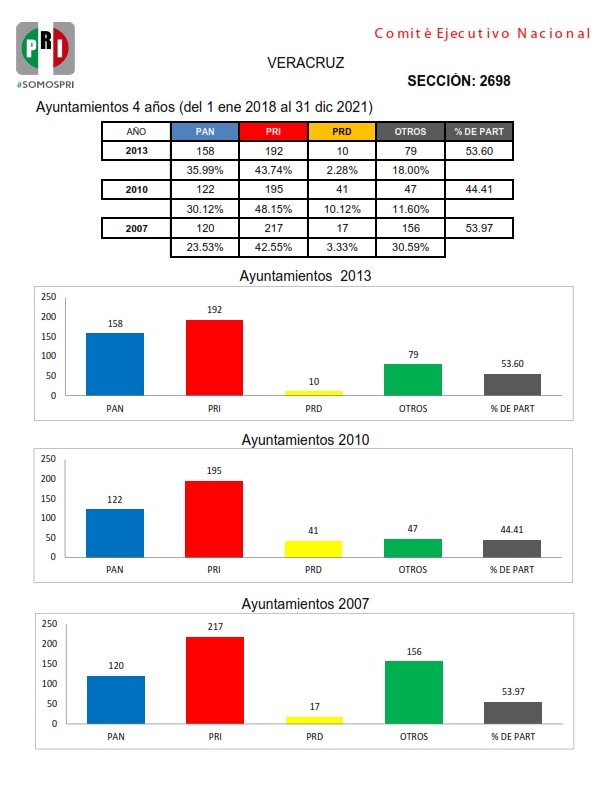 Comité Ejecutivo Nacional
PRI
#SOMOSPRI
VERACRUZ
SECCIÓN: 2698
Ayuntamientos 4 años (del 1 ene 2018 al 31 dic 2021)
AÑO PAN PRI PRD OTROS % DE PART
2013 158 192 10 79 53.60
35.99% 43.74% 2.28% 18.00%
2010 122 195 41 47 44.41
30.12% 48.15% 10.12% 11.60%
2007 120 217 17 156 53.97
23.53% 42.55% 3.33% 30.59%
Ayuntamientos 2013
250
200
150
100
50
0
158 192 10 79 53.60
PAN PRI PRD OTROS % DE PART
Ayuntamientos 2010
250
200
150
100
50
0
122 195 41 47 44.41
PAN PRI PRD OTROS % DE PART
Ayuntamientos 2007
250
200
150
100
50
0
120 217 17 156 53.97
PAN PRI PRD OTROS % DE PART